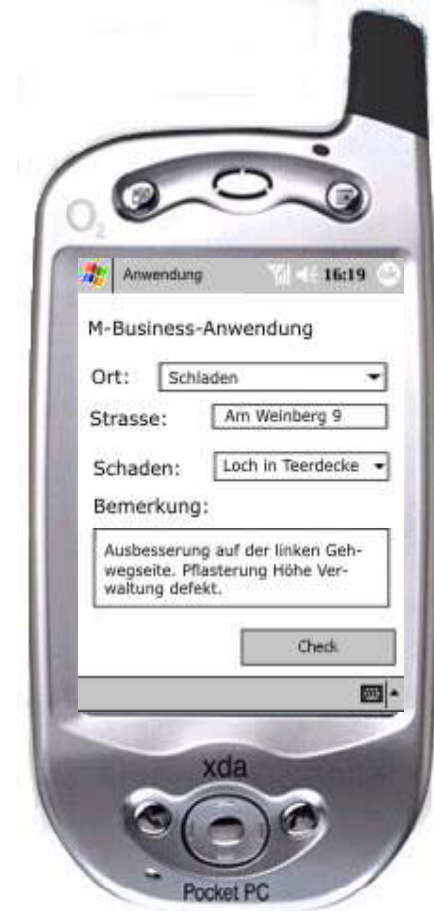 O2
Anwendung 16:19
M-Business-Anwendung
Ort: Schladen
Strasse: Am Weinberg 9
Schaden: Loch in Teerdecke
Bemerkung:
Ausbesserung auf der linken Geh-
wegseite. Pflasterung Höhe Ver-
waltung defekt.
Check
xda
Pocket PC